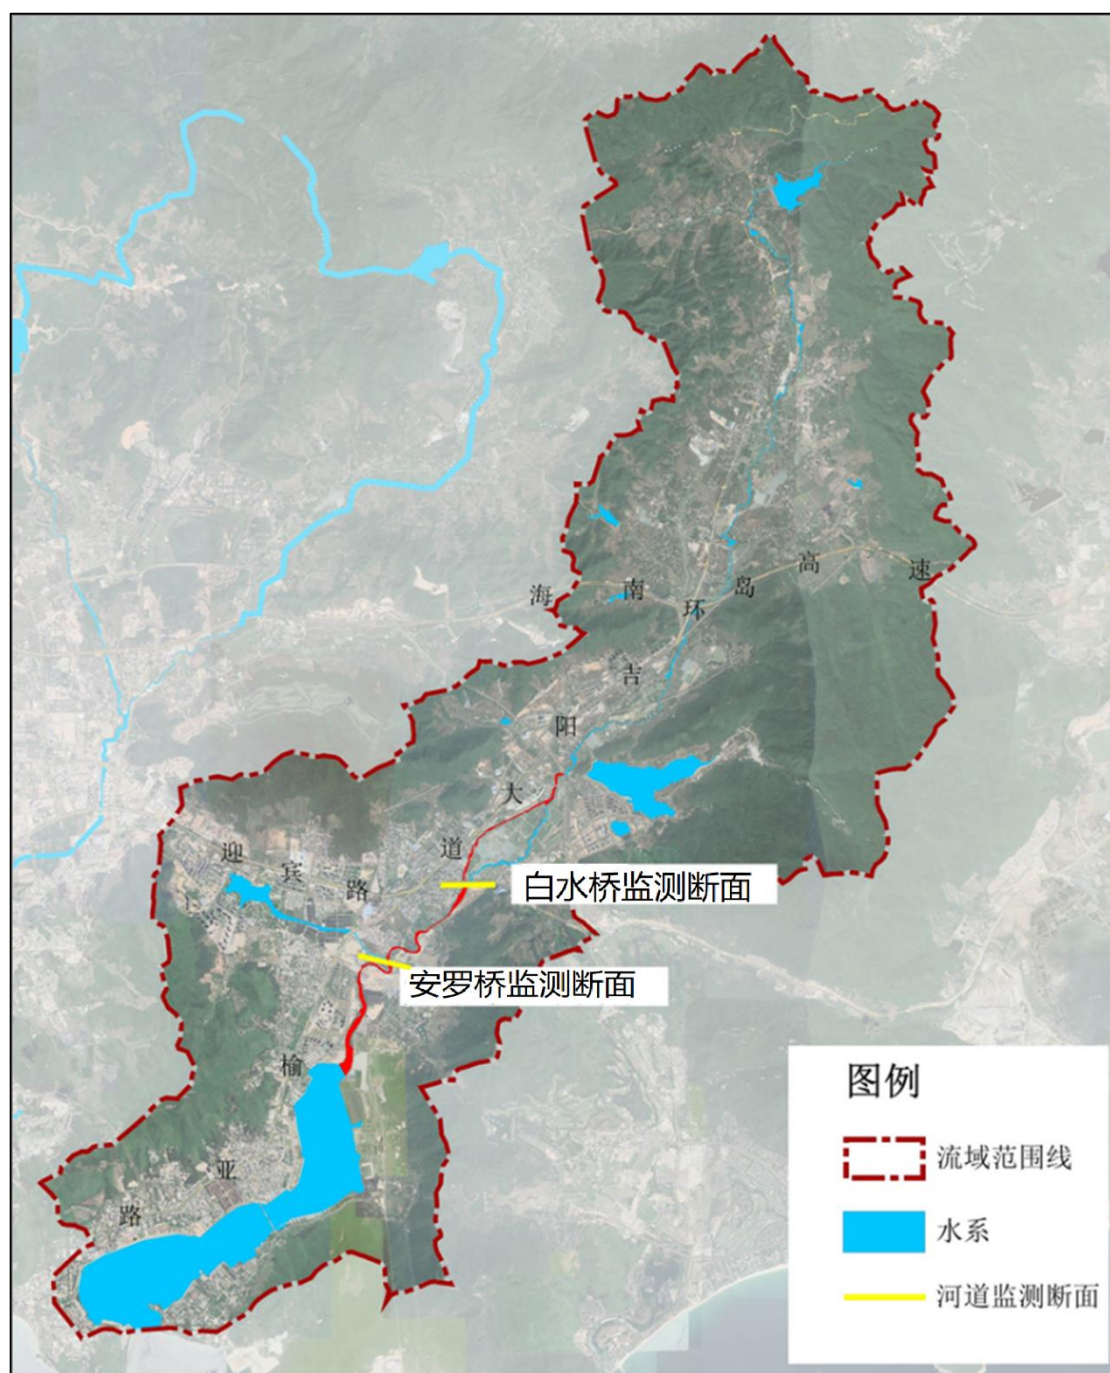 海南环岛高速
吉阳大道
迎宾路
白水桥监测断面
安罗桥监测断面
榆亚路
图例
流域范围线
水系
河道监测断面